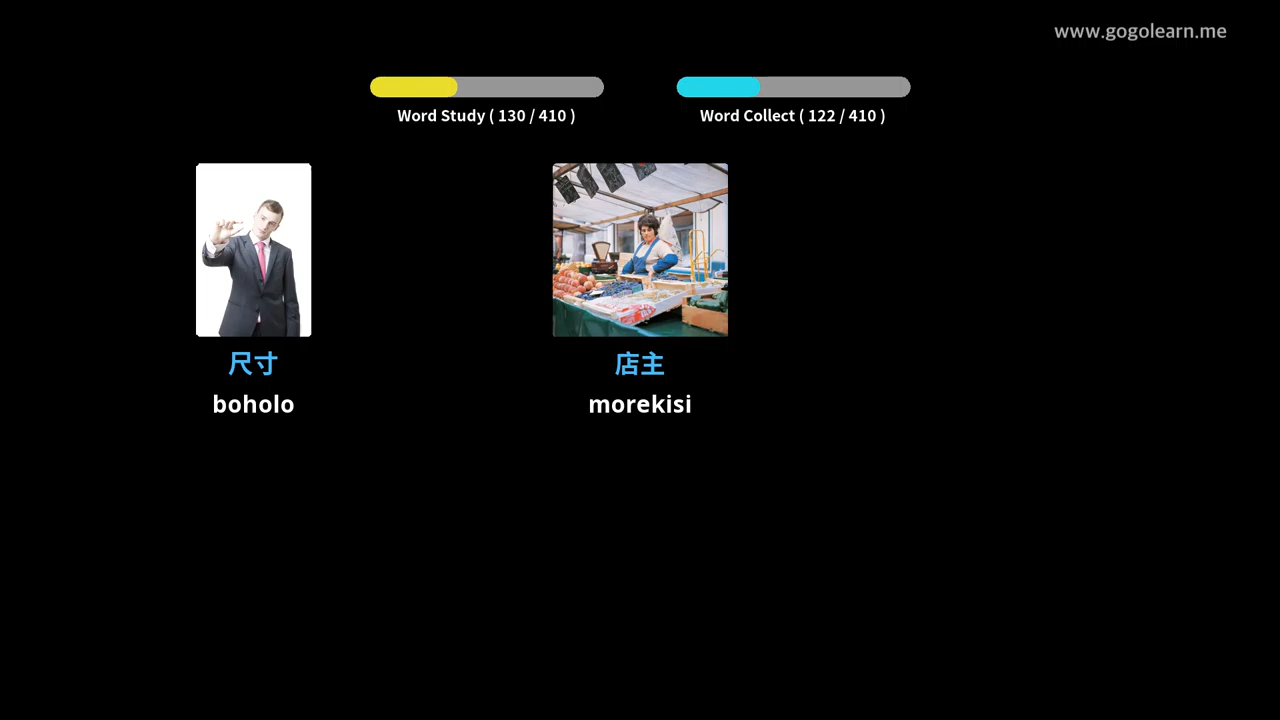 www.gogolearn.me
Word Study ( 130 / 410 )
Word Collect ( 122 / 410 )
尺寸
店主
boholo
morekisi